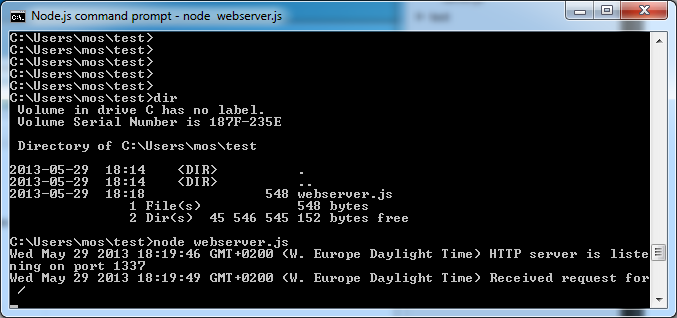 Node.js command prompt - node  webserver.js
C:\Users\mos\test>
C:\Users\mos\test>
C:\Users\mos\test>
C:\Users\mos\test>
C:\Users\mos\test>
C:\Users\mos\test>dir
 Volume in drive C has no label.
 Volume Serial Number is 187F-235E

 Directory of C:\Users\mos\test

2013-05-29  18:14    <DIR>          .
2013-05-29  18:14    <DIR>          ..
2013-05-29  18:18               548 webserver.js
               1 File(s)            548 bytes
               2 Dir(s)  45 546 545 152 bytes free

C:\Users\mos\test>node webserver.js
Wed May 29 2013 18:19:46 GMT+0200 (W. Europe Daylight Time) HTTP server is liste
ning on port 1337
Wed May 29 2013 18:19:49 GMT+0200 (W. Europe Daylight Time) Received request for
 /